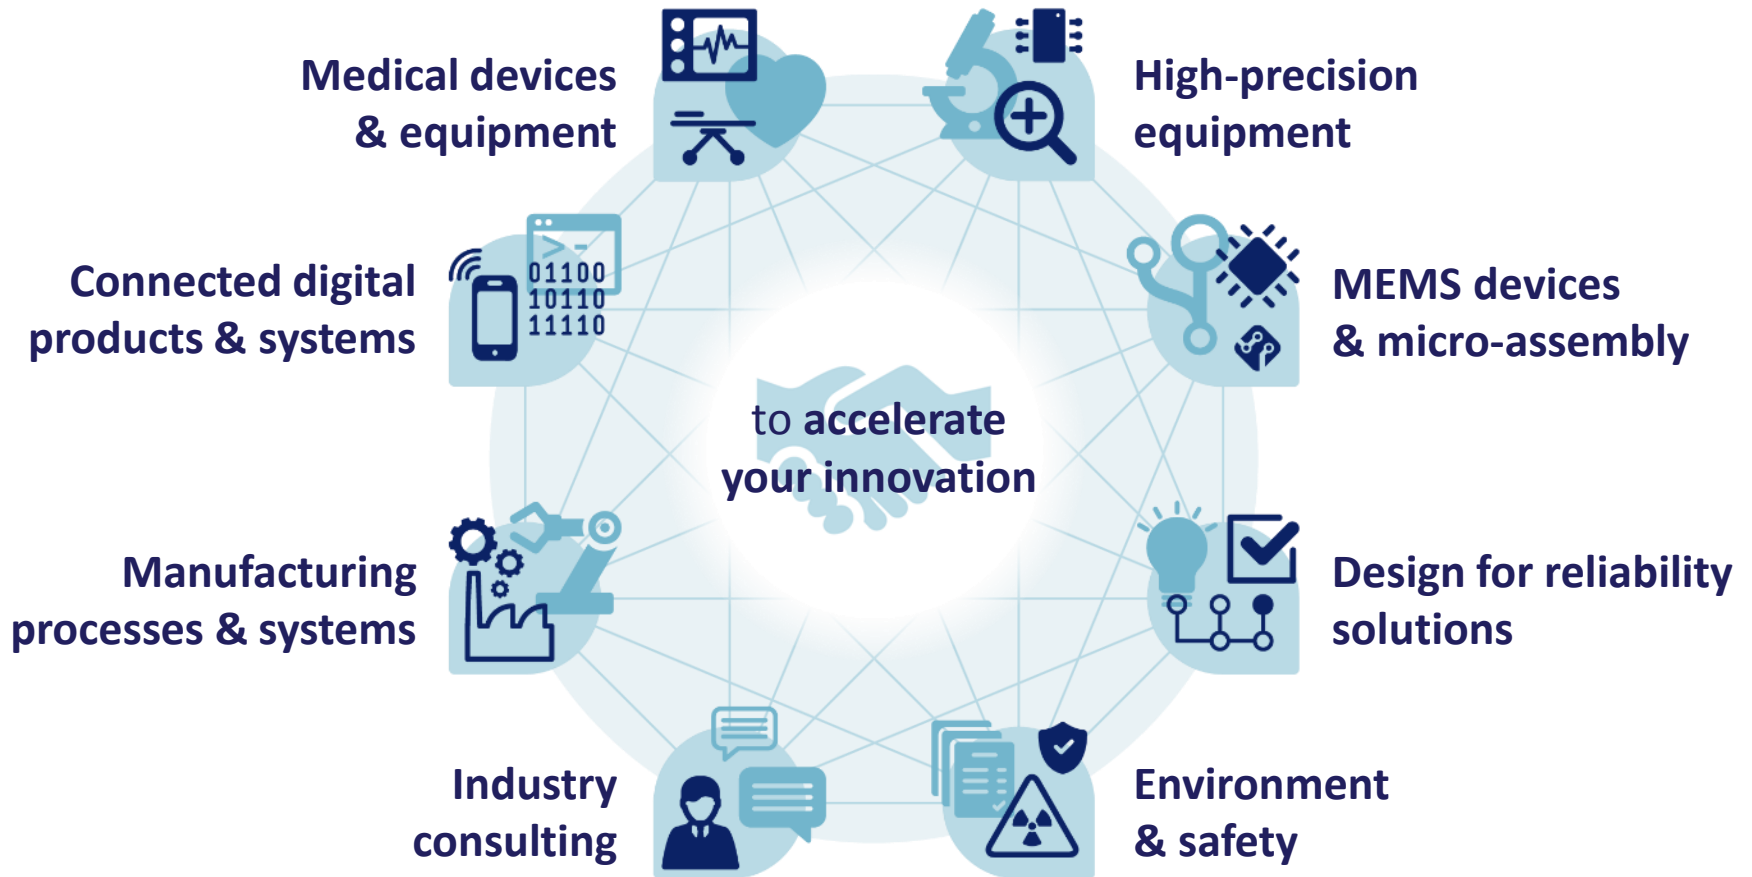 Medical devices
& equipment
High-precision
equipment
Connected digital
products & systems
>-
01100
10110
11110
MEMS devices
& micro-assembly
to accelerate
your innovation
Manufacturing
processes & systems
Design for reliability
solutions
Industry
consulting
Environment
& safety